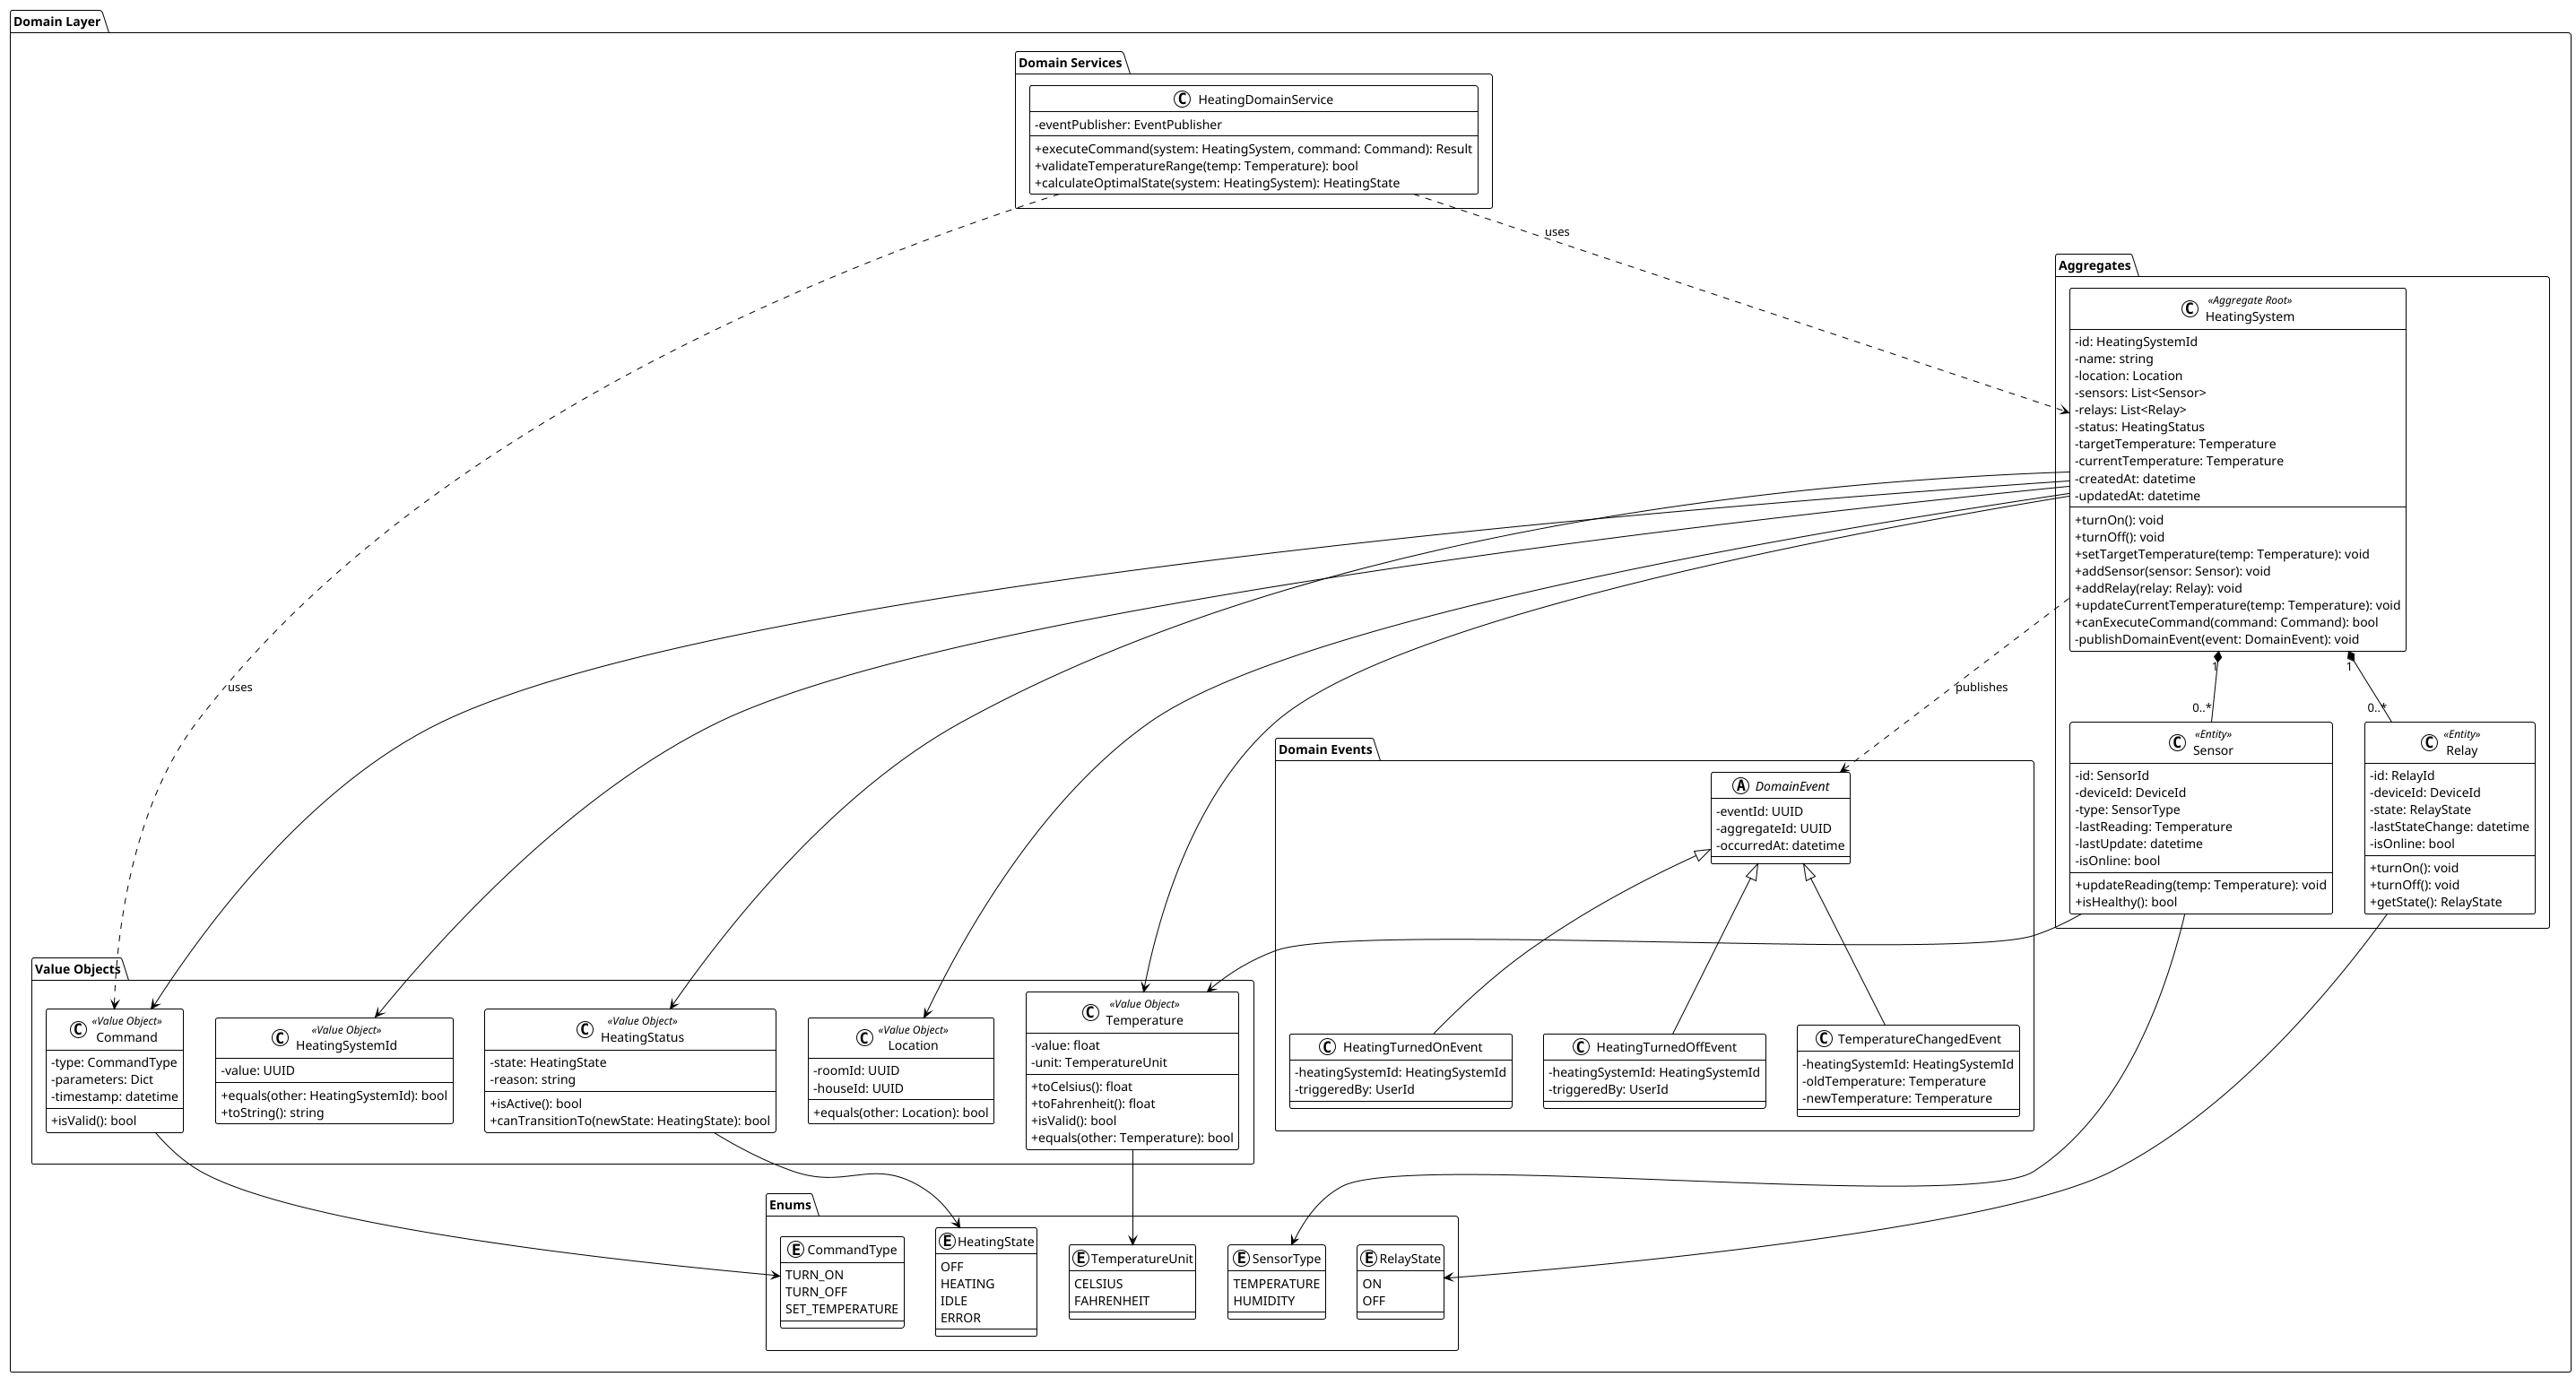 Domain Layer
Domain Services
C HeatingDomainService
-eventPublisher: EventPublisher
+executeCommand(system: HeatingSystem, command: Command): Result
+validateTemperatureRange(temp: Temperature): bool
+calculateOptimalState(system: HeatingSystem): HeatingState
uses
uses
Aggregates
«Aggregate Root»
C HeatingSystem
-id: HeatingSystemId
-name: string
-location: Location
-sensors: List<Sensor>
-relays: List<Relay>
-status: HeatingStatus
-targetTemperature: Temperature
-currentTemperature: Temperature
-createdAt: datetime
-updatedAt: datetime
+turnOn(): void
+turnOff(): void
+setTargetTemperature(temp: Temperature): void
+addSensor(sensor: Sensor): void
+addRelay(relay: Relay): void
+updateCurrentTemperature(temp: Temperature): void
+canExecuteCommand(command: Command): bool
-publishDomainEvent(event: DomainEvent): void
1
1
0..*
0..*
publishes
«Entity»
C Sensor
-id: SensorId
-deviceId: DeviceId
-type: SensorType
-lastReading: Temperature
-lastUpdate: datetime
-isOnline: bool
+updateReading(temp: Temperature): void
+isHealthy(): bool
«Entity»
C Relay
-id: RelayId
-deviceId: DeviceId
-state: RelayState
-lastStateChange: datetime
-isOnline: bool
+turnOn(): void
+turnOff(): void
+getState(): RelayState
Domain Events
A DomainEvent
-eventId: UUID
-aggregateId: UUID
-occurredAt: datetime
C HeatingTurnedOnEvent
-heatingSystemId: HeatingSystemId
-triggeredBy: UserId
C HeatingTurnedOffEvent
-heatingSystemId: HeatingSystemId
-triggeredBy: UserId
C TemperatureChangedEvent
-heatingSystemId: HeatingSystemId
-oldTemperature: Temperature
-newTemperature: Temperature
Value Objects
«Value Object»
C Command
-type: CommandType
-parameters: Dict
-timestamp: datetime
+isValid(): bool
«Value Object»
C HeatingSystemId
-value: UUID
+equals(other: HeatingSystemId): bool
+toString(): string
«Value Object»
C HeatingStatus
-state: HeatingState
-reason: string
+isActive(): bool
+canTransitionTo(newState: HeatingState): bool
«Value Object»
C Location
-roomId: UUID
-houseId: UUID
+equals(other: Location): bool
«Value Object»
C Temperature
-value: float
-unit: TemperatureUnit
+toCelsius(): float
+toFahrenheit(): float
+isValid(): bool
+equals(other: Temperature): bool
Enums
E CommandType
TURN_ON
TURN_OFF
SET_TEMPERATURE
E HeatingState
OFF
HEATING
IDLE
ERROR
E TemperatureUnit
CELSIUS
FAHRENHEIT
E SensorType
TEMPERATURE
HUMIDITY
E RelayState
ON
OFF